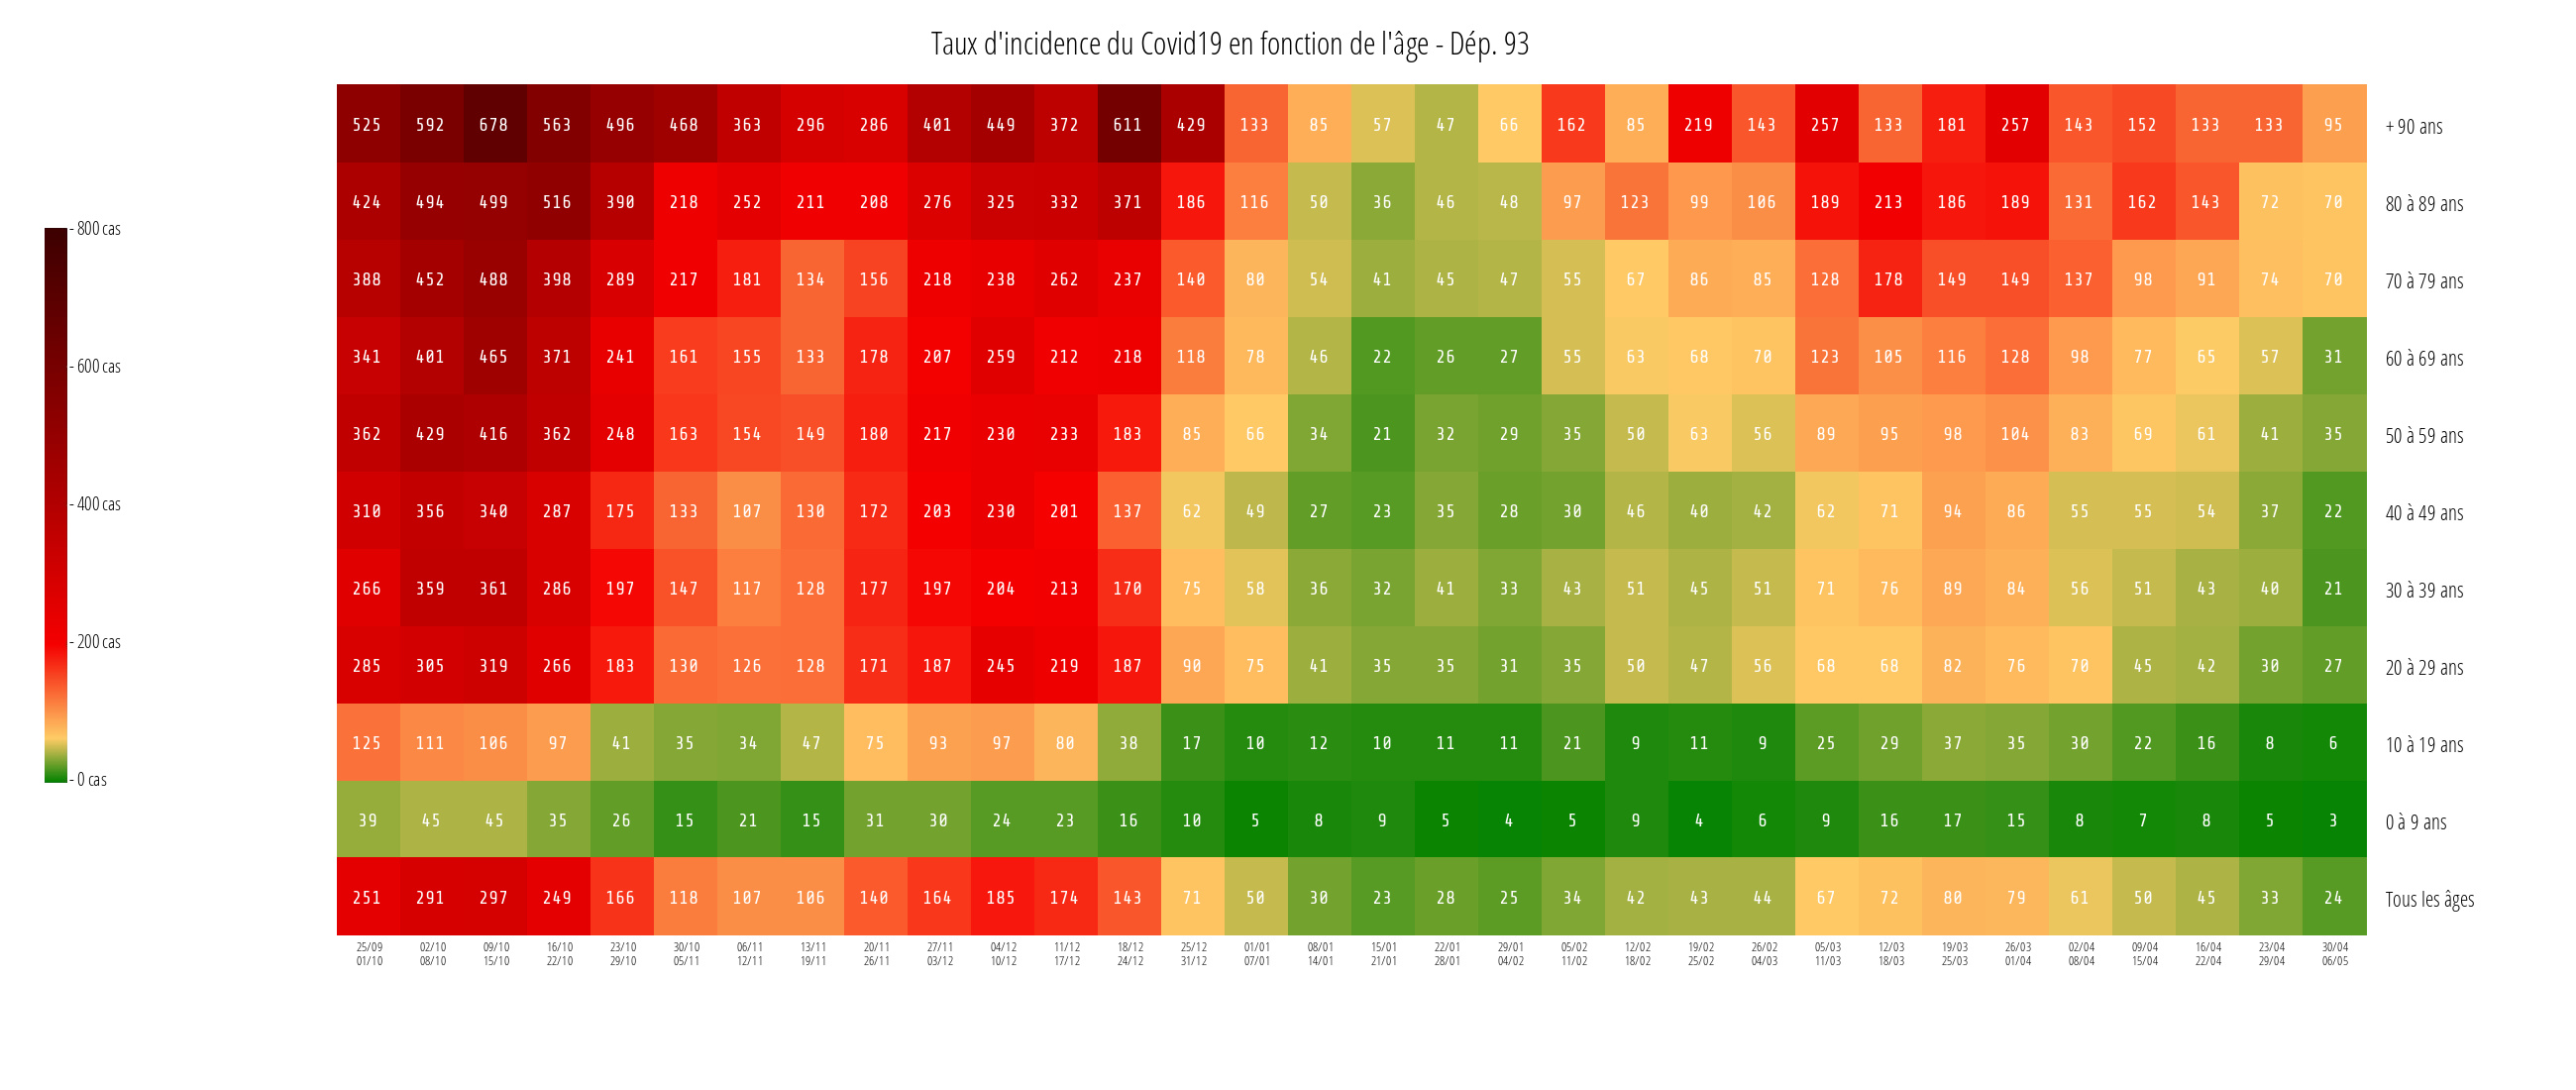 Taux d'incidence du Covid19 en fonction de l'âge - Dép. 93
- 800 cas
- 600 cas
- 400 cas
- 200 cas
- 0 cas
525 592 678 563 496 468 363 296 286 401 449 372 611 429 133 85 57 47 66 162 85 219 143 257 133 181 257 143 152 133 133 95 + 90 ans
424 494 499 516 390 218 252 211 208 276 325 332 371 186 116 50 36 46 48 97 123 99 106 189 213 186 189 131 162 143 72 70 80 à 89 ans
388 452 488 398 289 217 181 134 156 218 238 262 237 140 80 54 41 45 47 55 67 86 85 128 178 149 149 137 98 91 74 70 70 à 79 ans
341 401 465 371 241 161 155 133 178 207 259 212 218 118 78 46 22 26 27 55 63 68 70 123 105 116 128 98 77 65 57 31 60 à 69 ans
362 429 416 362 248 163 154 149 180 217 230 233 183 85 66 34 21 32 29 35 50 63 56 89 95 98 104 83 69 61 41 35 50 à 59 ans
310 356 340 287 175 133 107 130 172 203 230 201 137 62 49 27 23 35 28 30 46 40 42 62 71 94 86 55 55 54 37 22 40 à 49 ans
266 359 361 286 197 147 117 128 177 197 204 213 170 75 58 36 32 41 33 43 51 45 51 71 76 89 84 56 51 43 40 21 30 à 39 ans
285 305 319 266 183 130 126 128 171 187 245 219 187 90 75 41 35 35 31 35 50 47 56 68 68 82 76 70 45 42 30 27 20 à 29 ans
125 111 106 97 41 35 34 47 75 93 97 80 38 17 10 12 10 11 11 21 9 11 9 25 29 37 35 30 22 16 8 6 10 à 19 ans
39 45 45 35 26 15 21 15 31 30 24 23 16 10 5 8 9 5 4 5 9 4 6 9 16 17 15 8 7 8 5 3 0 à 9 ans
251 291 297 249 166 118 107 106 140 164 185 174 143 71 50 30 23 28 25 34 42 43 44 67 72 80 79 61 50 45 33 24 Tous les âges
25/09 02/10 09/10 16/10 23/10 30/10 06/11 13/11 20/11 27/11 04/12 11/12 18/12 25/12 01/01 08/01 15/01 22/01 29/01 05/02 12/02 19/02 26/02 05/03 12/03 19/03 26/03 02/04 09/04 16/04 23/04 30/04
01/10 08/10 15/10 22/10 29/10 05/11 12/11 19/11 26/11 03/12 10/12 17/12 24/12 31/12 07/01 14/01 21/01 28/01 04/02 11/02 18/02 25/02 04/03 11/03 18/03 25/03 01/04 08/04 15/04 22/04 29/04 06/05